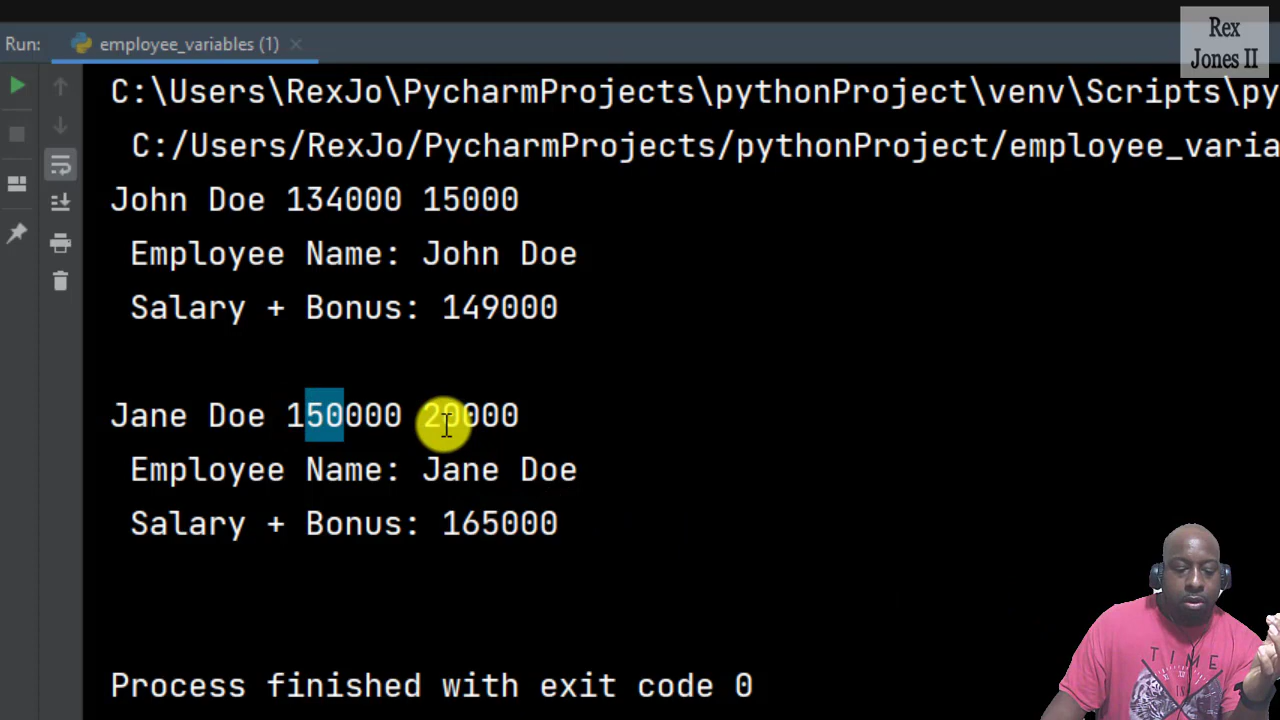 Rex
Jones II
Run: employee_variables (1)
C:\Users\RexJo\PycharmProjects\pythonProject\venv\Scripts\py
C:/Users/RexJo/PycharmProjects/pythonProject/employee_varia
John Doe 134000 15000
Employee Name: John Doe
Salary + Bonus: 149000
Jane Doe 150000 20000
Employee Name: Jane Doe
Salary + Bonus: 165000
Process finished with exit code 0
TIME